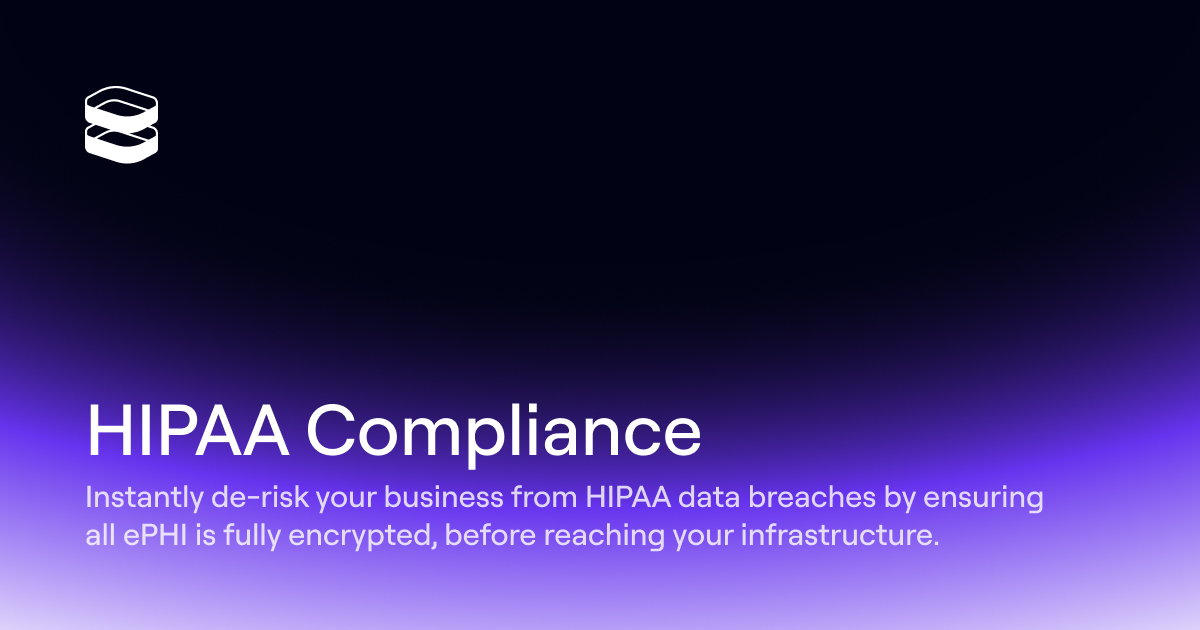 HIPAA Compliance
Instantly de-risk your business from HIPAA data breaches by ensuring
all ePHI is fully encrypted, before reaching your infrastructure.